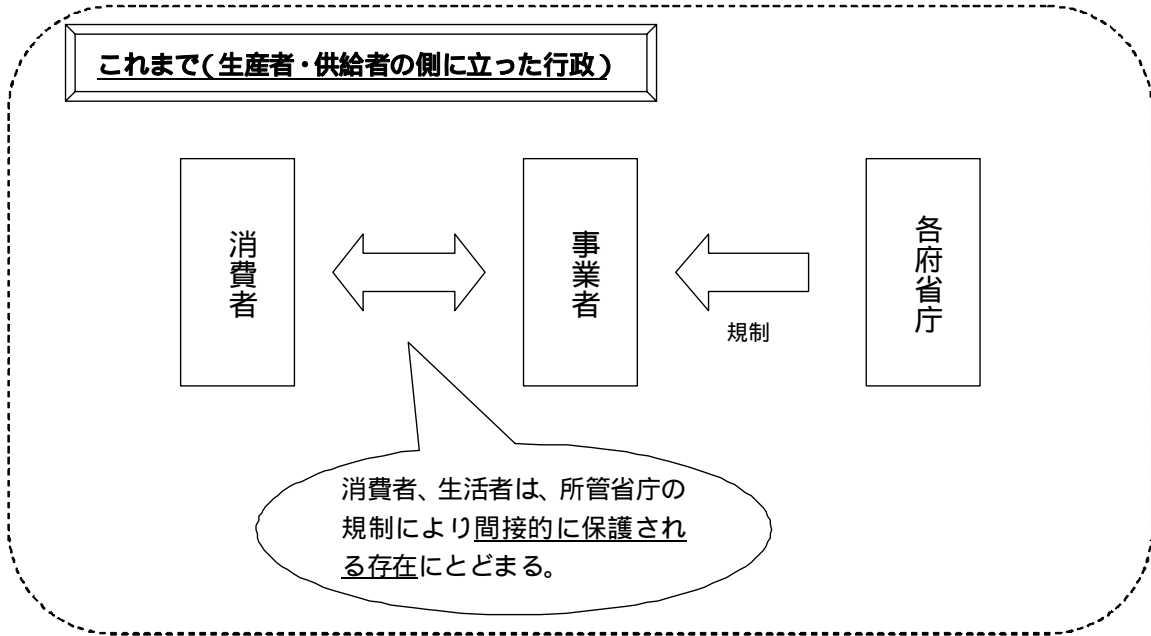 これまで(生産者・供給者の側に立った行政)
消費者
事業者
各府省庁
規制
消費者、生活者は、所管省庁の
規制により間接的に保護され
る存在にとどまる。